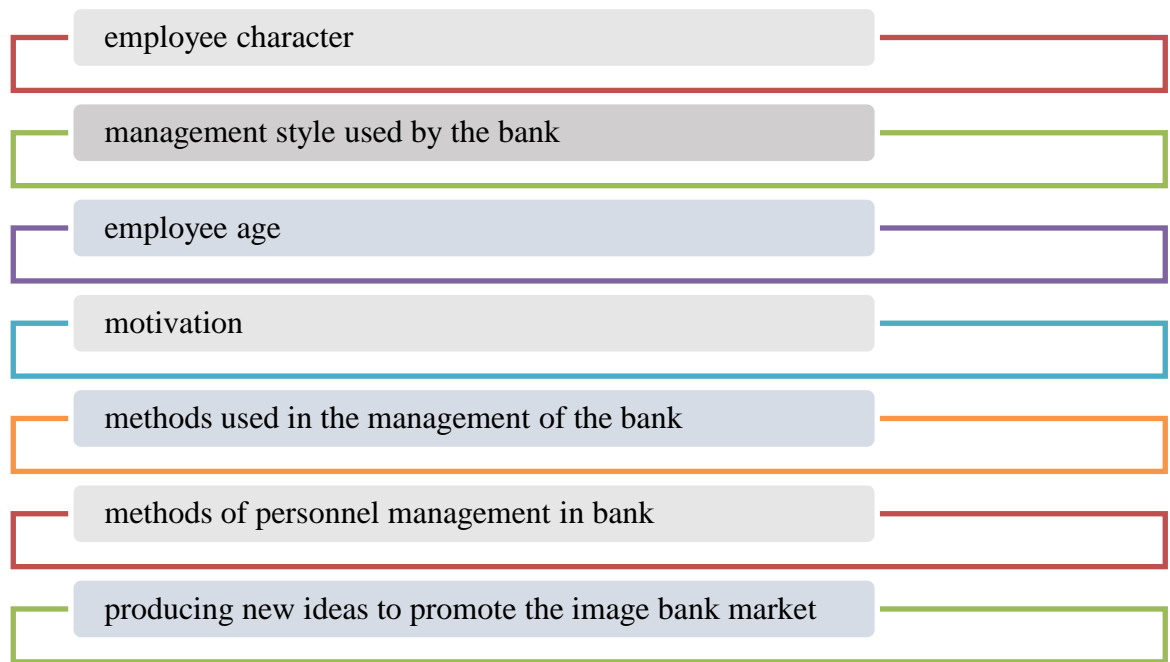 employee character
management style used by the bank
employee age
motivation
methods used in the management of the bank
methods of personnel management in bank
producing new ideas to promote the image bank market